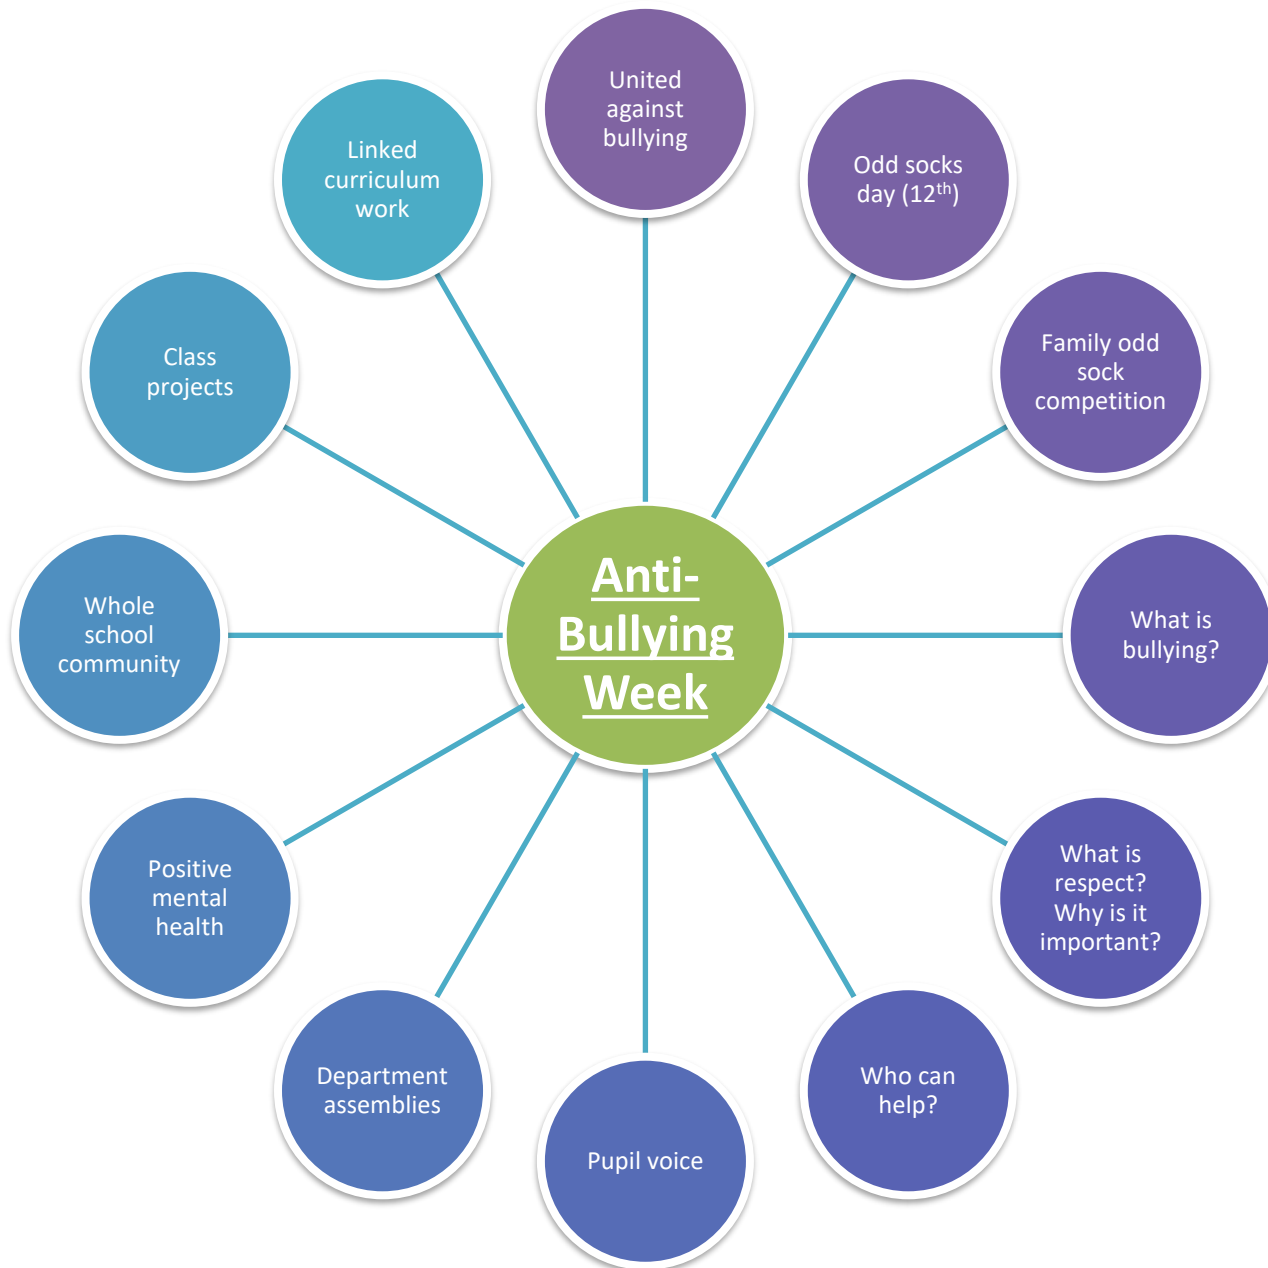 United
against
bullying
Odd socks
day (12th)
Family odd
sock
competition
What is
bullying?
What is
respect?
Why is it
important?
Who can
help?
Pupil voice
Department
assemblies
Positive
mental
health
Whole
school
community
Class
projects
Linked
curriculum
work
Anti-
Bullying
Week